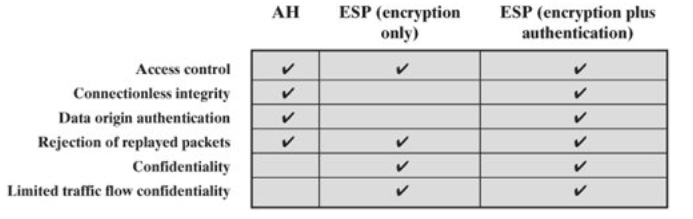 AH ESP (encryption ESP (encryption plus
only) authentication)
Access control ✔ ✔ ✔
Connectionless integrity ✔ ✔
Data origin authentication ✔ ✔
Rejection of replayed packets ✔ ✔ ✔
Confidentiality ✔ ✔
Limited traffic flow confidentiality ✔ ✔